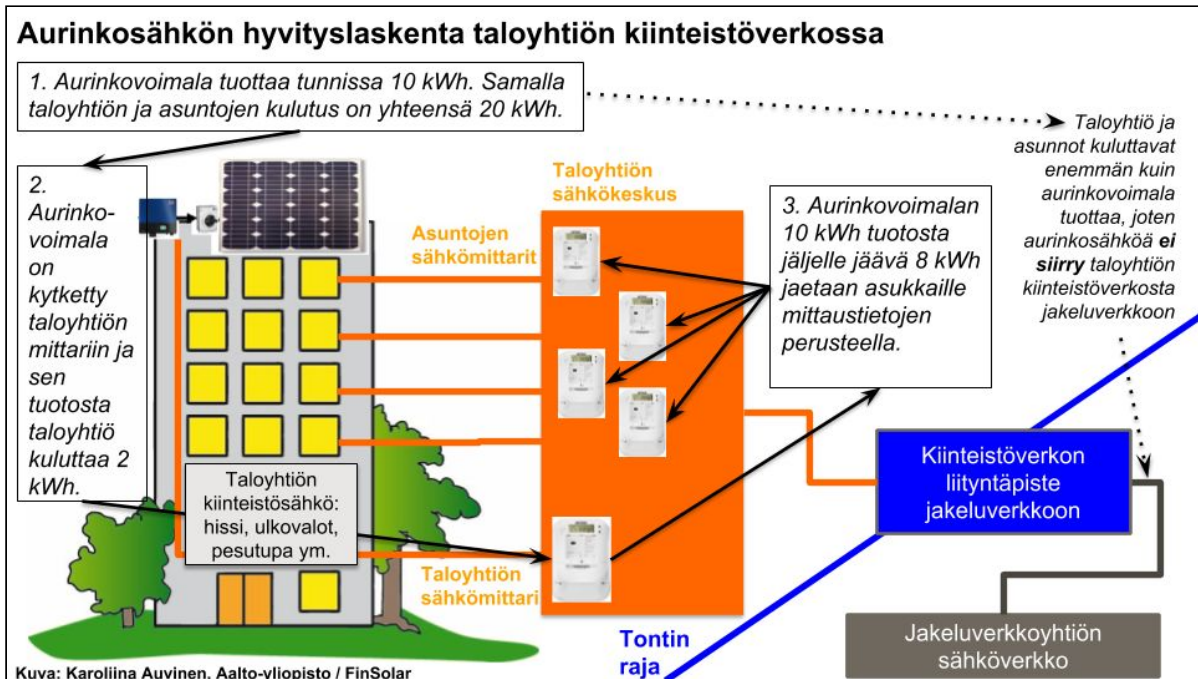 Aurinkosähkön hyvityslaskenta taloyhtiön kiinteistöverkossa
1. Aurinkovoimala tuottaa tunnissa 10 kWh. Samalla
taloyhtiön ja asuntojen kulutus on yhteensä 20 kWh.
Taloyhtiö ja
asunnot kuluttavat
enemmän kuin
aurinkovoimala
tuottaa, joten
aurinkosähköä ei
siirry taloyhtiön
kiinteistöverkosta
jakeluverkkoon
2.
Aurinko-
voimala
on
kytketty
taloyhtiön
mittariin ja
sen
tuotosta
taloyhtiö
kuluttaa 2
kWh.
Taloyhtiön
sähkökeskus
Asuntojen
sähkömittarit
3. Aurinkovoimalan
10 kWh tuotosta
jäljelle jäävä 8 kWh
jaetaan asukkaille
mittaustietojen
perusteella.
Taloyhtiön
kiinteistösähkö:
hissi, ulkovalot,
pesutupa ym.
Taloyhtiön
sähkömittari
Kiinteistöverkon
liityntäpiste
jakeluverkkoon
Tontin
raja
Jakeluverkkoyhtiön
sähköverkko
Kuva: Karoliina Auvinen, Aalto-yliopisto / FinSolar